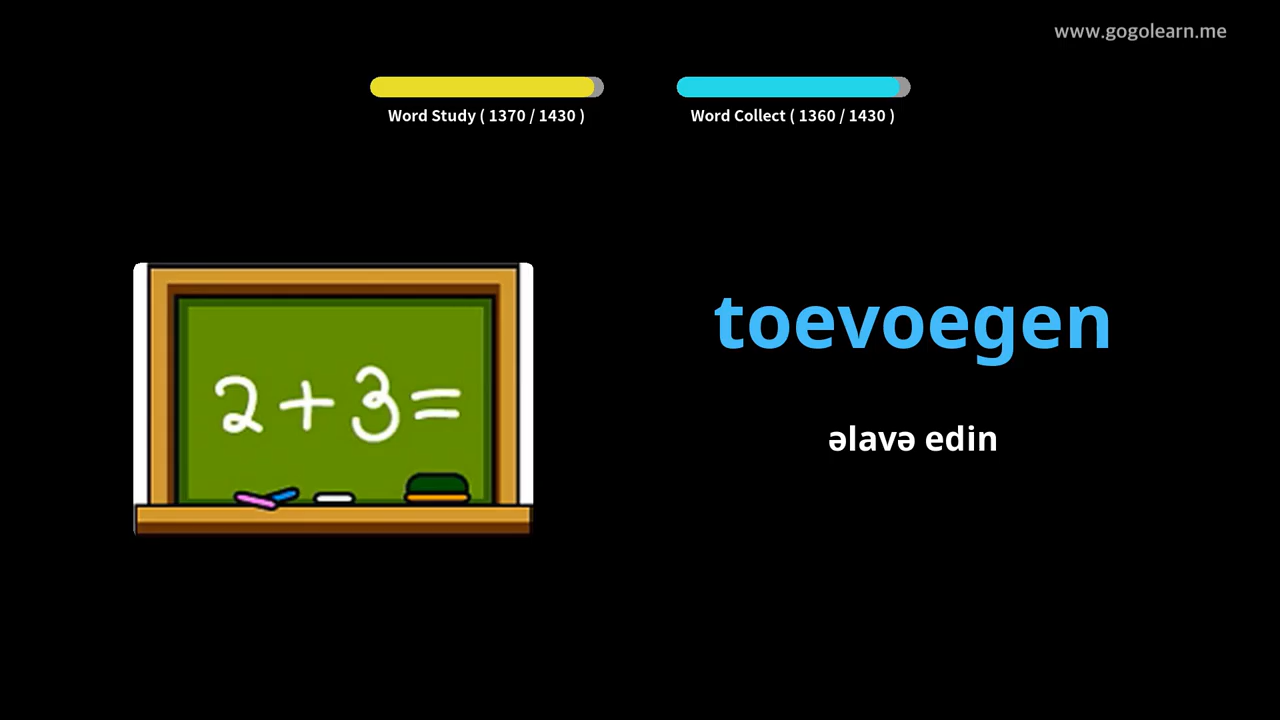 www.gogolearn.me
Word Study ( 1370 / 1430 )
Word Collect ( 1360 / 1430 )
2 + 3 =
toevoegen
əlavə edin